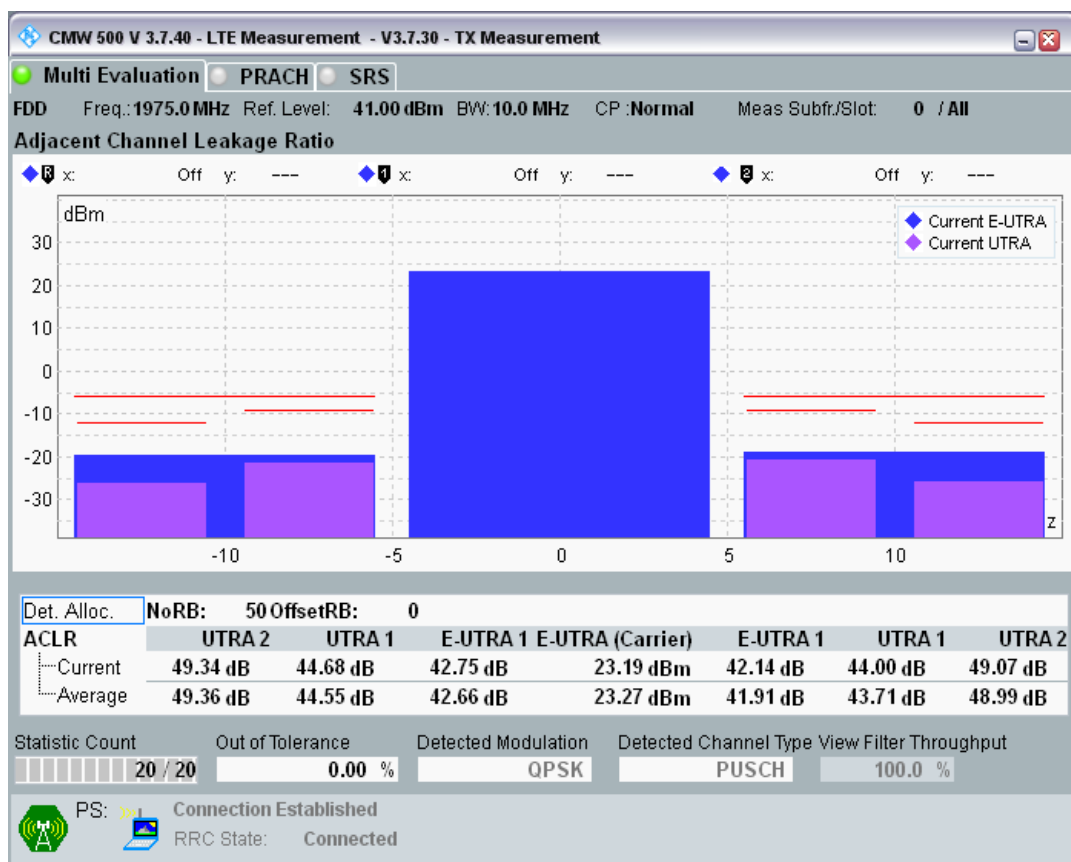 CMW 500 V 3.7.40 - LTE Measurement - V3.7.30 - TX Measurement
Multi Evaluation PRACH SRS
FDD Freq.: 1975.0 MHz Ref. Level: 41.00 dBm BW: 10.0 MHz CP : Normal Meas Subfr./Slot: 0 / All
Adjacent Channel Leakage Ratio
R x: Off y: --- 1 x: Off y: --- 2 x: Off y: ---
dBm
Current E-UTRA
Current UTRA
30
20
10
0
-10
-20
-30
z
-10 -5 0 5 10
Det. Alloc. NoRB: 50 OffsetRB: 0
ACLR UTRA 2 UTRA 1 E-UTRA 1 E-UTRA (Carrier) E-UTRA 1 UTRA 1 UTRA 2
Current 49.34 dB 44.68 dB 42.75 dB 23.19 dBm 42.14 dB 44.00 dB 49.07 dB
Average 49.36 dB 44.55 dB 42.66 dB 23.27 dBm 41.91 dB 43.71 dB 48.99 dB
Statistic Count Out of Tolerance Detected Modulation Detected Channel Type View Filter Throughput
20 / 20 0.00 % QPSK PUSCH 100.0 %
PS: Connection Established
RRC State: Connected